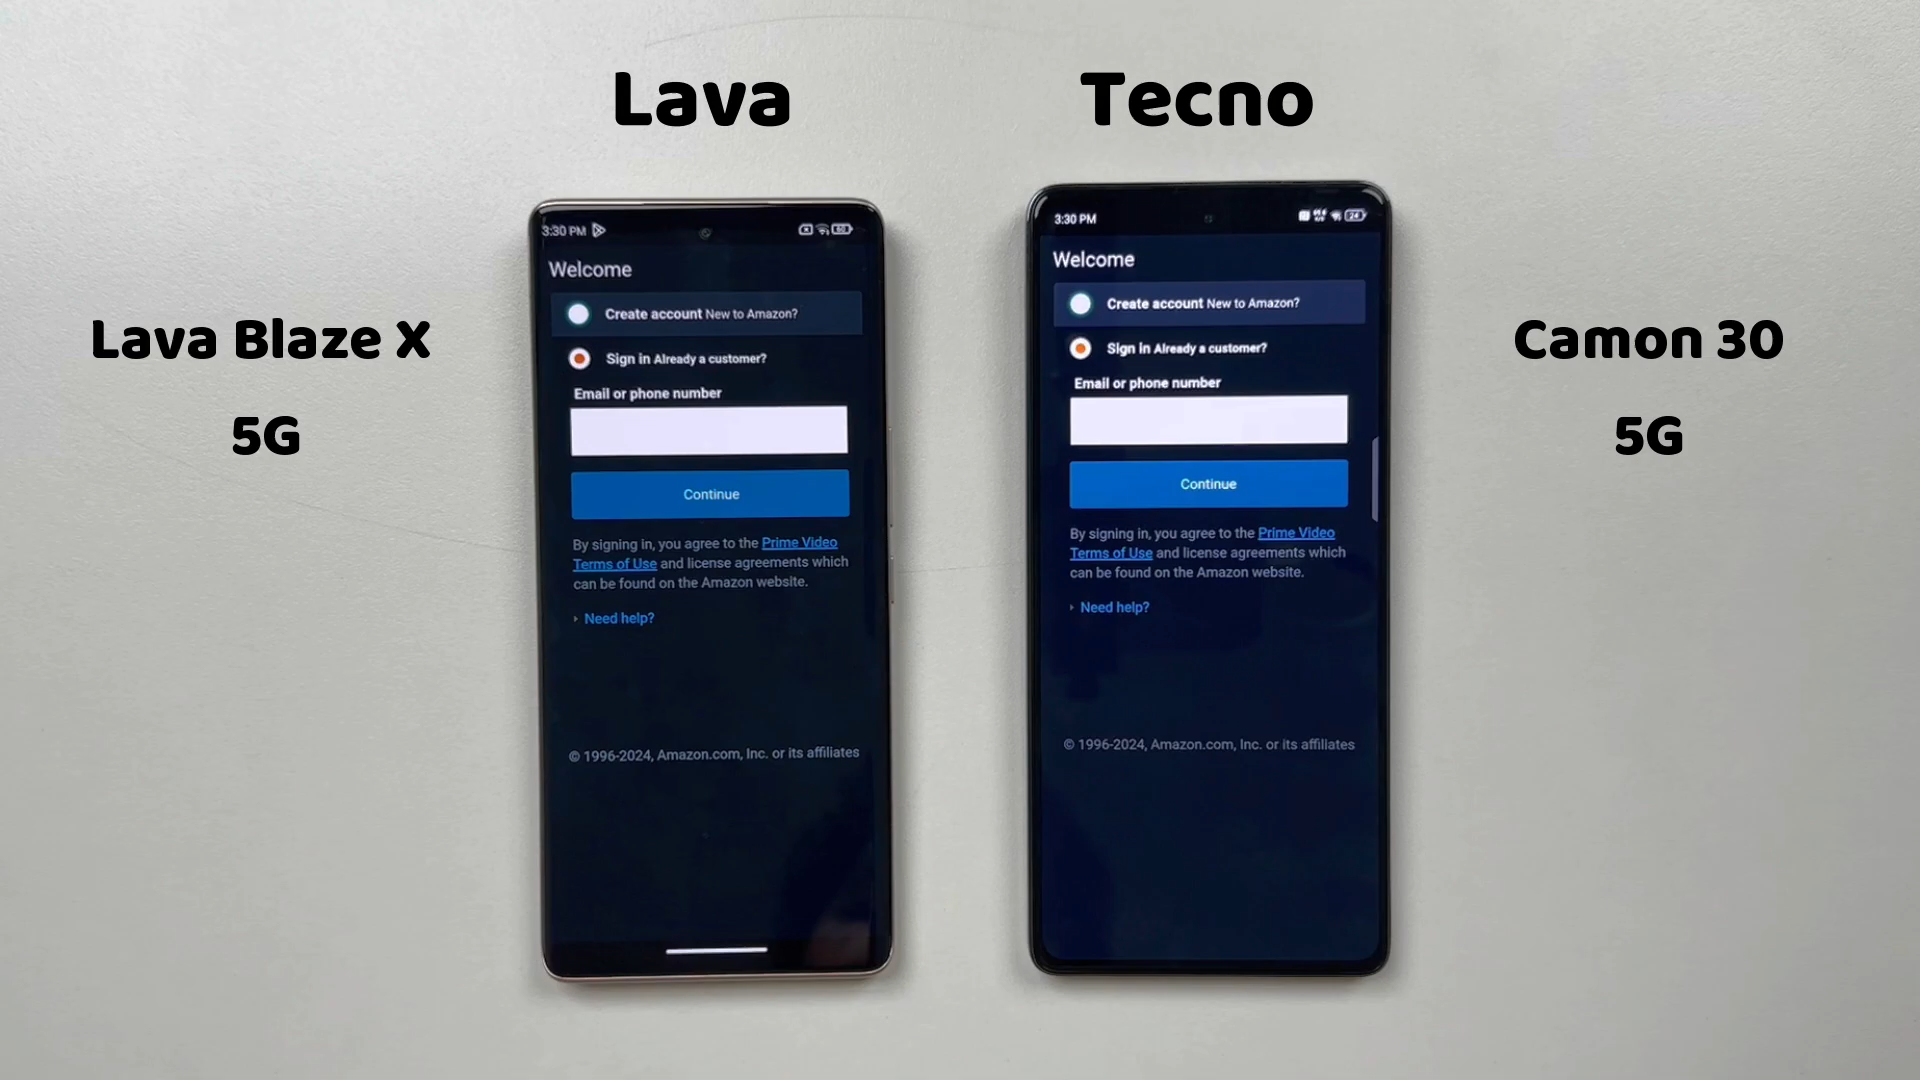 Lava
Tecno
Lava Blaze X
5G
Camon 30
5G
3:30 PM
Welcome
Create account New to Amazon?
Sign in Already a customer?
Email or phone number
Continue
By signing in, you agree to the Prime Video
Terms of Use and license agreements which
can be found on the Amazon website.
Need help?
© 1996-2024, Amazon.com, Inc. or its affiliates
3:30 PM
24
Welcome
Create account New to Amazon?
Sign in Already a customer?
Email or phone number
Continue
By signing in, you agree to the Prime Video
Terms of Use and license agreements which
can be found on the Amazon website.
Need help?
© 1996-2024, Amazon.com, Inc. or its affiliates